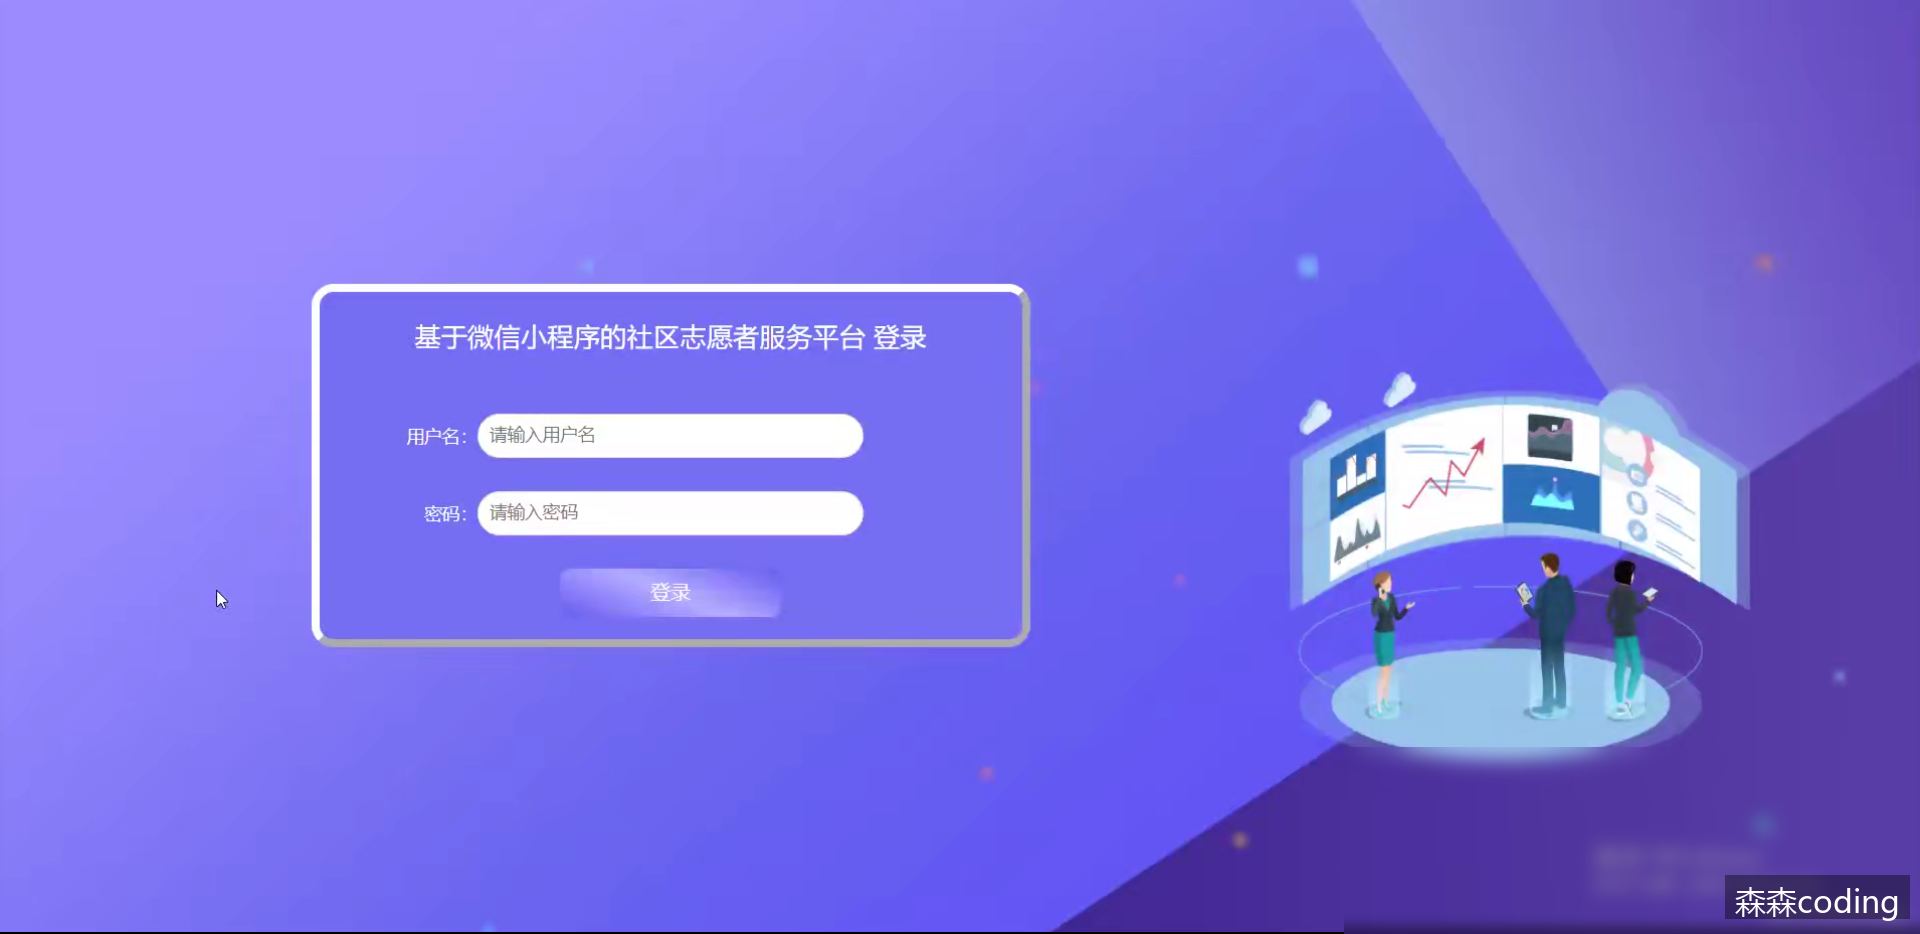 基于微信小程序的社区志愿者服务平台 登录
用户名：
请输入用户名
密码：
请输入密码
登录
森森coding